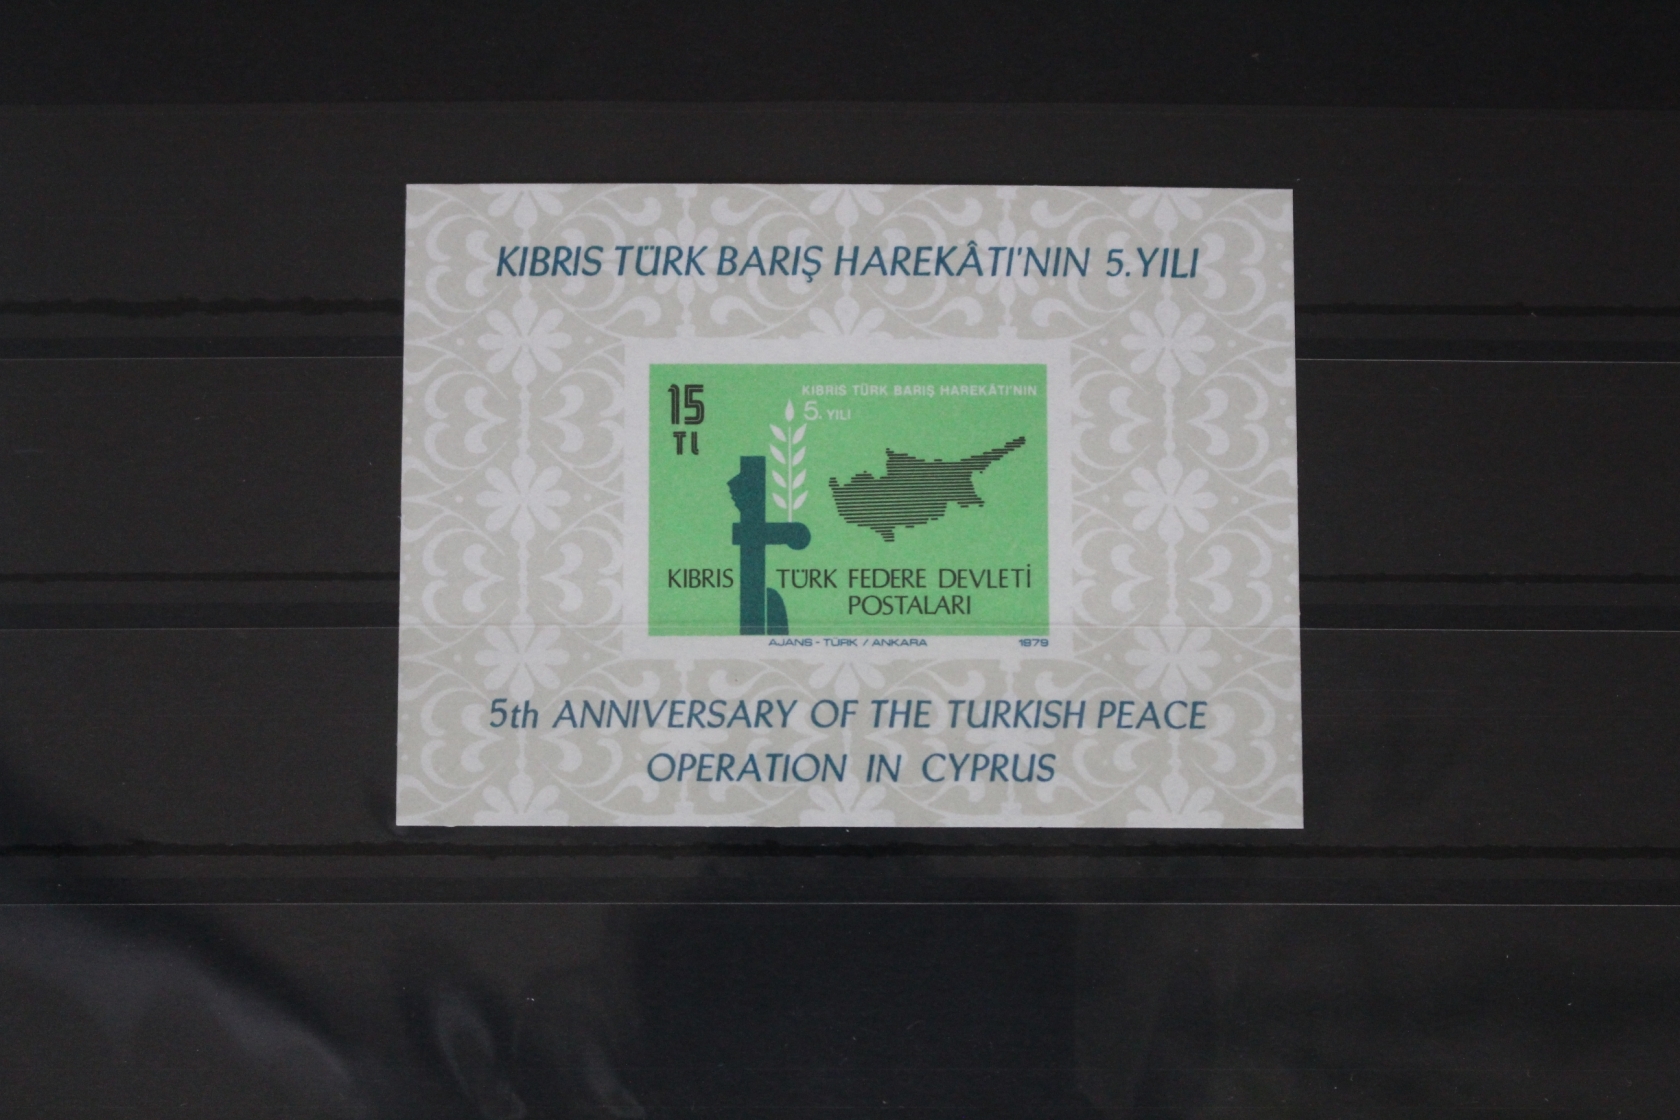 KIBRIS TÜRK BARIŞ HAREKÂTI'NIN 5. YILI
15
TL
KIBRIS TÜRK BARIŞ HAREKÂTI'NIN
5. YILI
KIBRIS TÜRK FEDERE DEVLETİ
POSTALARI
AJANS - TÜRK / ANKARA 1979
5th ANNIVERSARY OF THE TURKISH PEACE
OPERATION IN CYPRUS